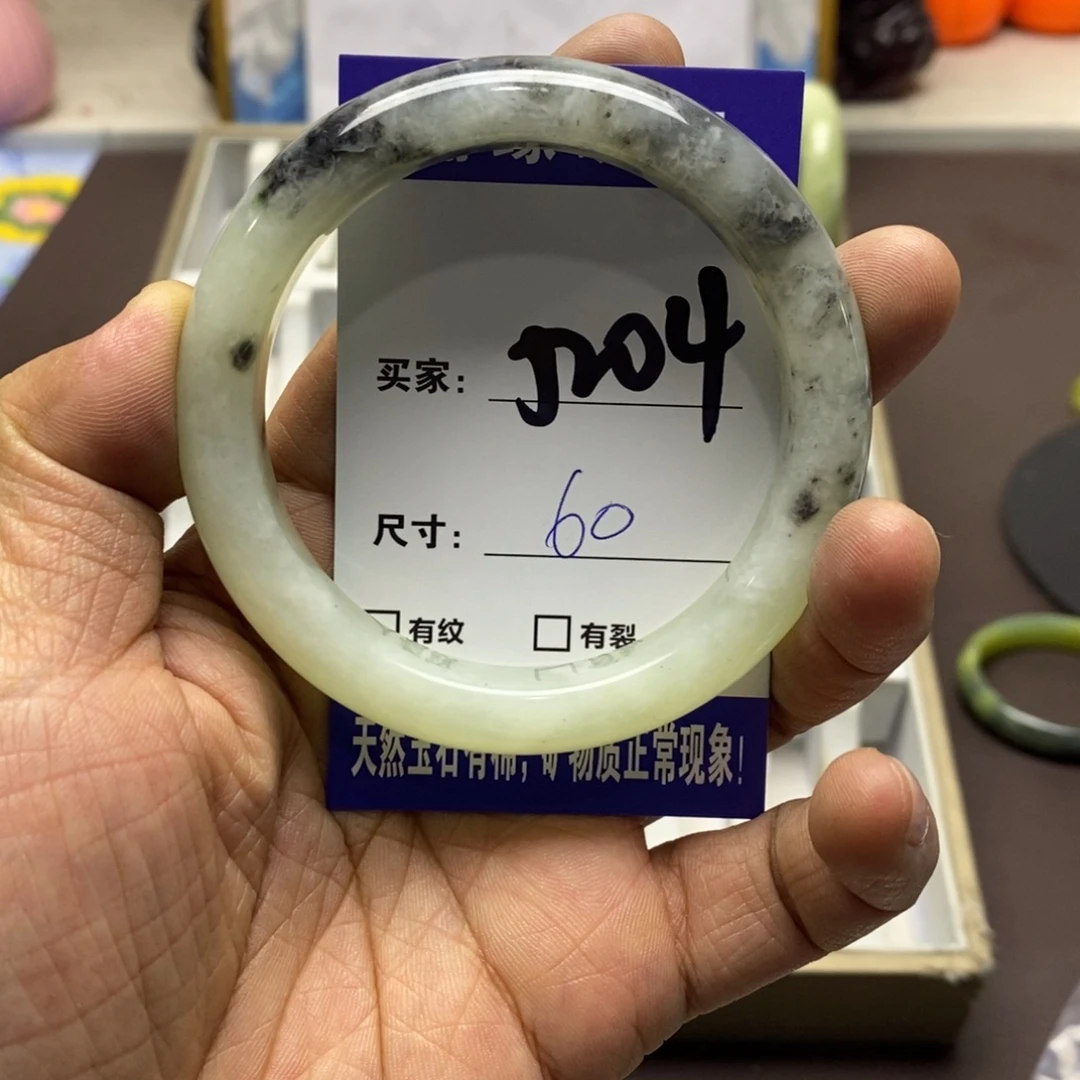 买家： J204
尺寸： 60
□有纹 □有裂
天然玉石有棉，矿物质正常现象！